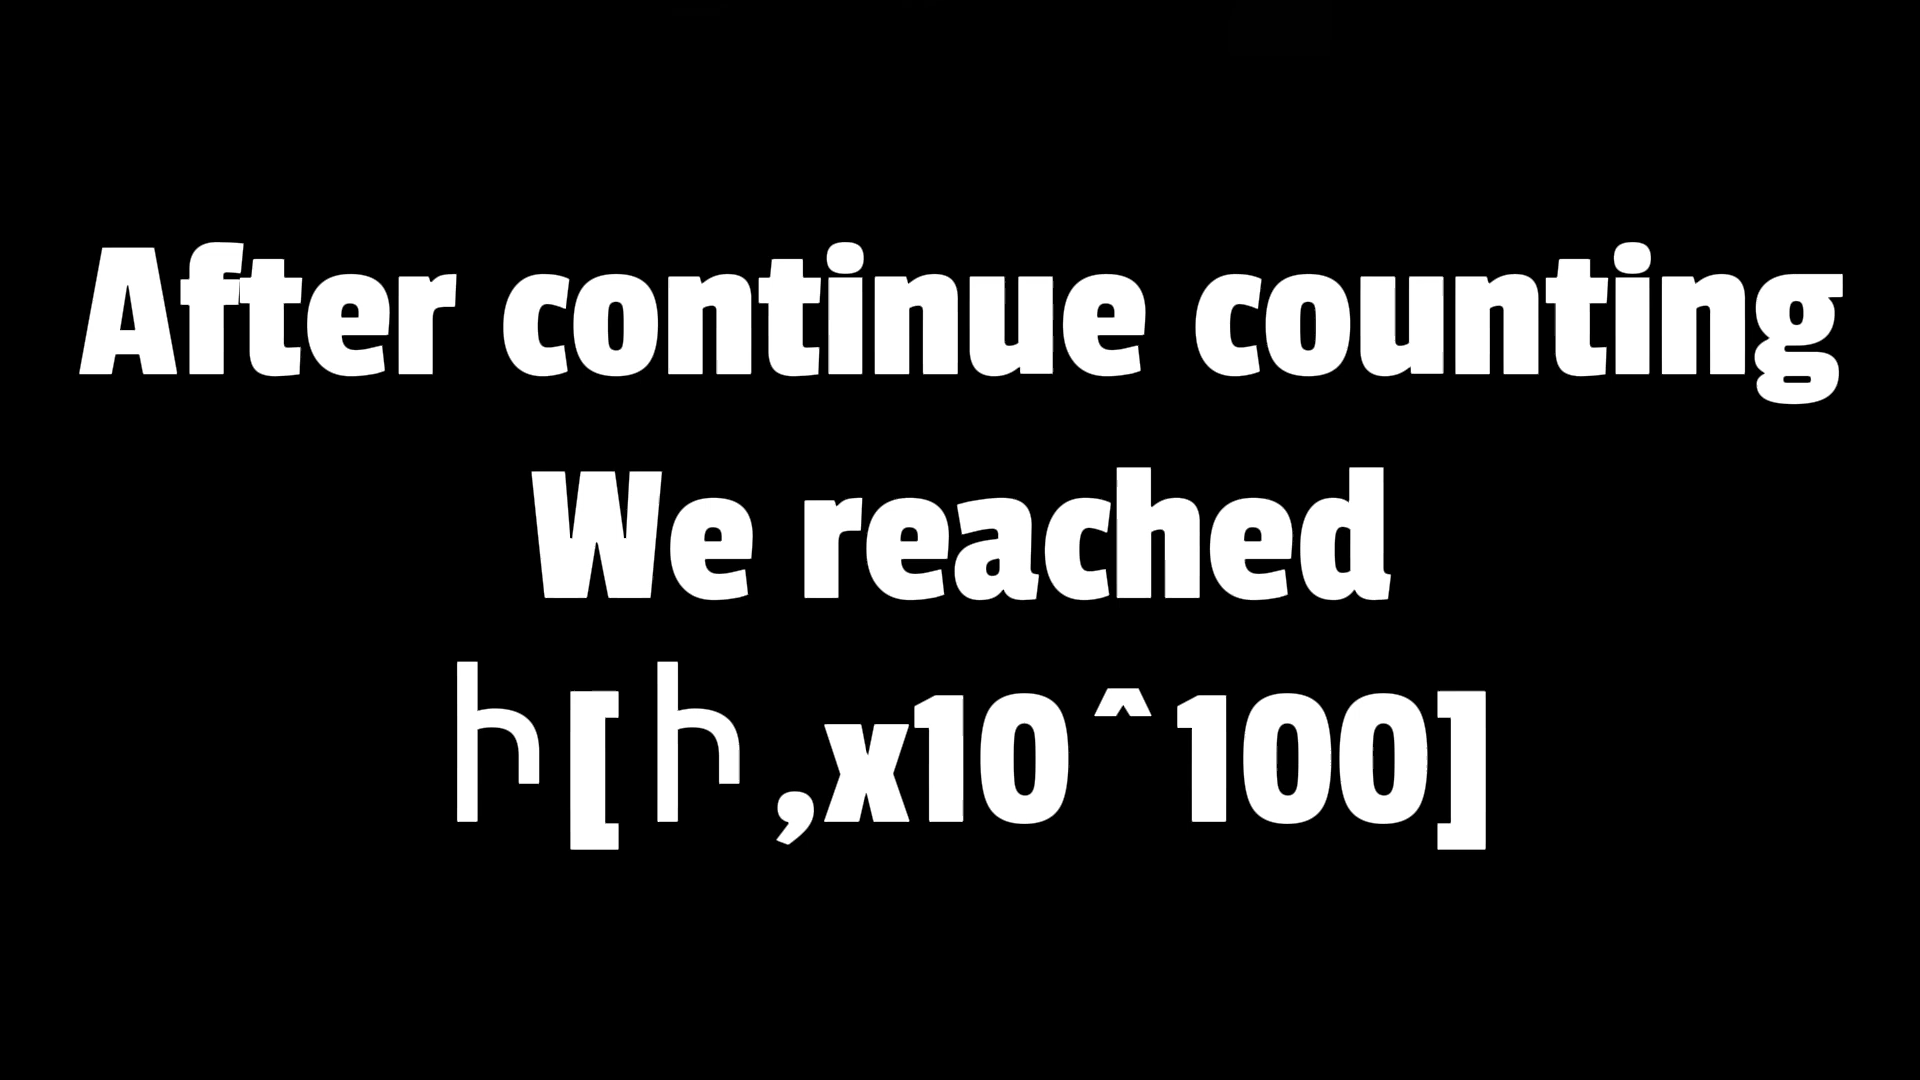 After continue counting
We reached
Ի[Ի,x10^100]